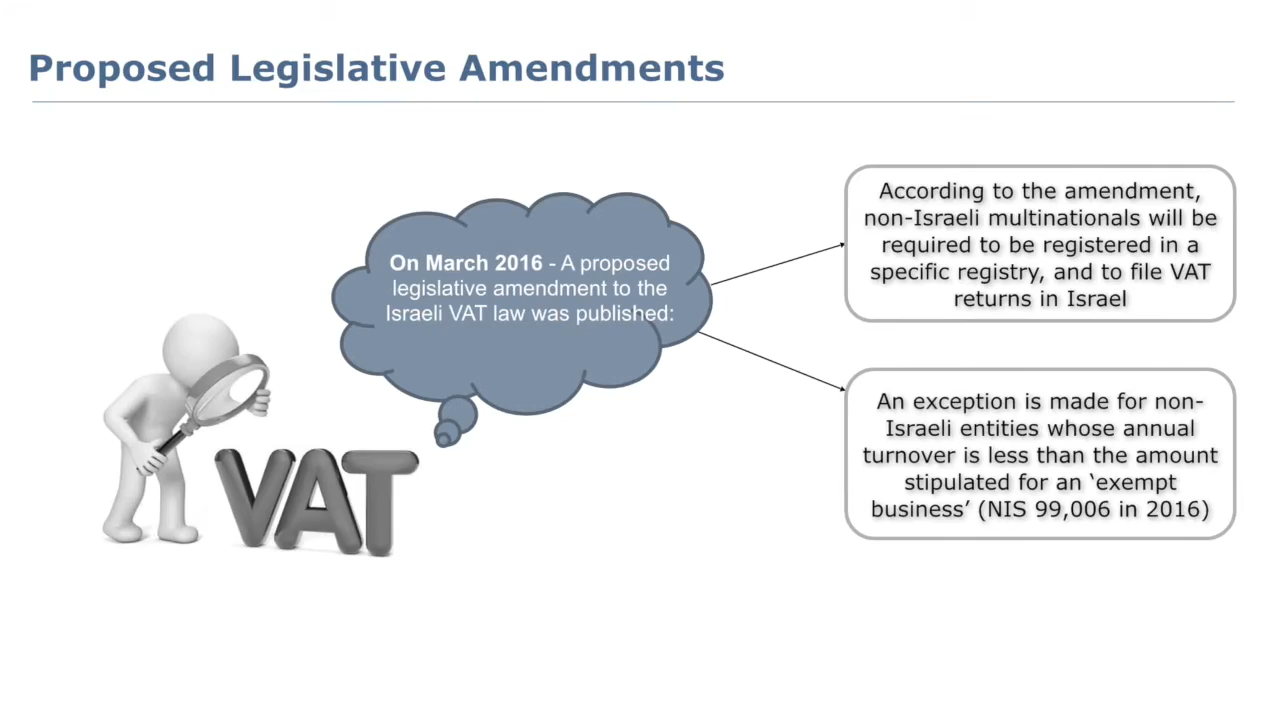 Proposed Legislative Amendments
On March 2016 - A proposed
legislative amendment to the
Israeli VAT law was published:
According to the amendment,
non-Israeli multinationals will be
required to be registered in a
specific registry, and to file VAT
returns in Israel
An exception is made for non-
Israeli entities whose annual
turnover is less than the amount
stipulated for an ‘exempt
business’ (NIS 99,006 in 2016)
VAT